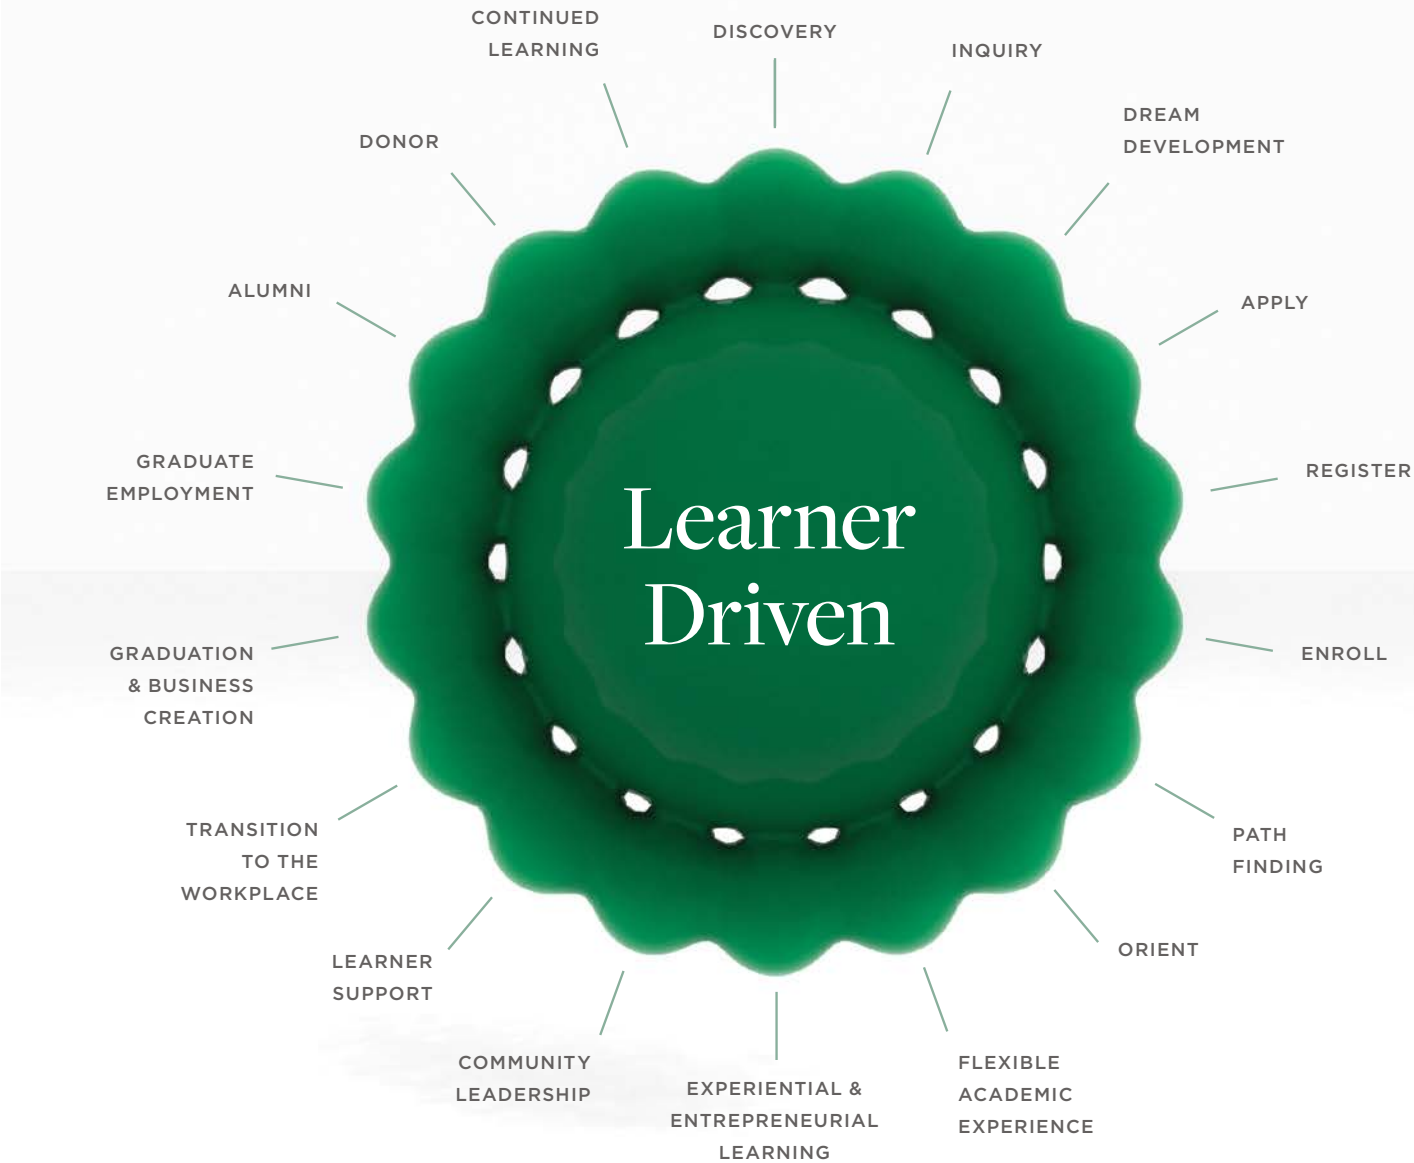 DISCOVERY
INQUIRY
DREAM
DEVELOPMENT
APPLY
REGISTER
ENROLL
PATH
FINDING
ORIENT
FLEXIBLE
ACADEMIC
EXPERIENCE
EXPERIENTIAL &
ENTREPRENEURIAL
LEARNING
COMMUNITY
LEADERSHIP
LEARNER
SUPPORT
TRANSITION
TO THE
WORKPLACE
GRADUATION
& BUSINESS
CREATION
GRADUATE
EMPLOYMENT
ALUMNI
DONOR
CONTINUED
LEARNING
Learner
Driven